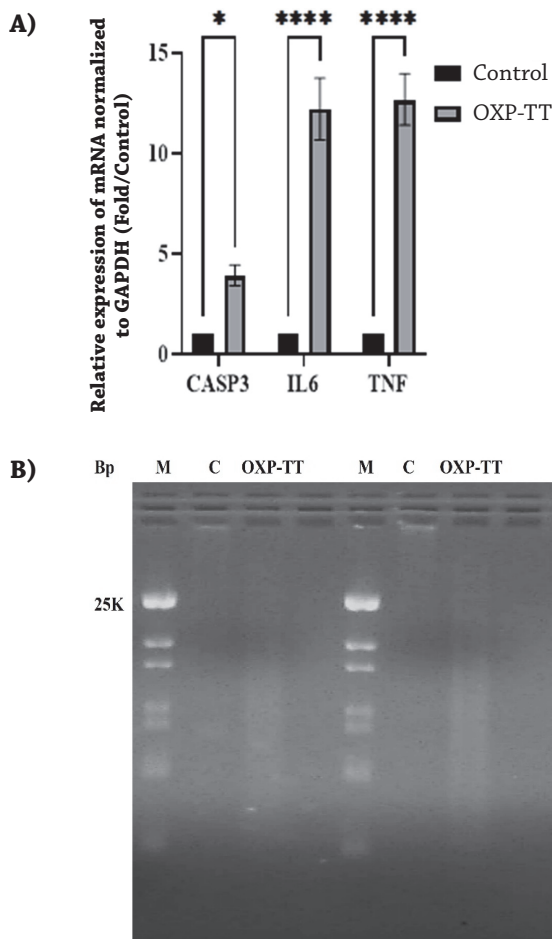 A)
* **** ****
Relative expression of mRNA normalized
to GAPDH (Fold/Control)
15
10
5
0
CASP3 IL6 TNF
Control
OXP-TT
B)
Bp M C OXP-TT M C OXP-TT
25K